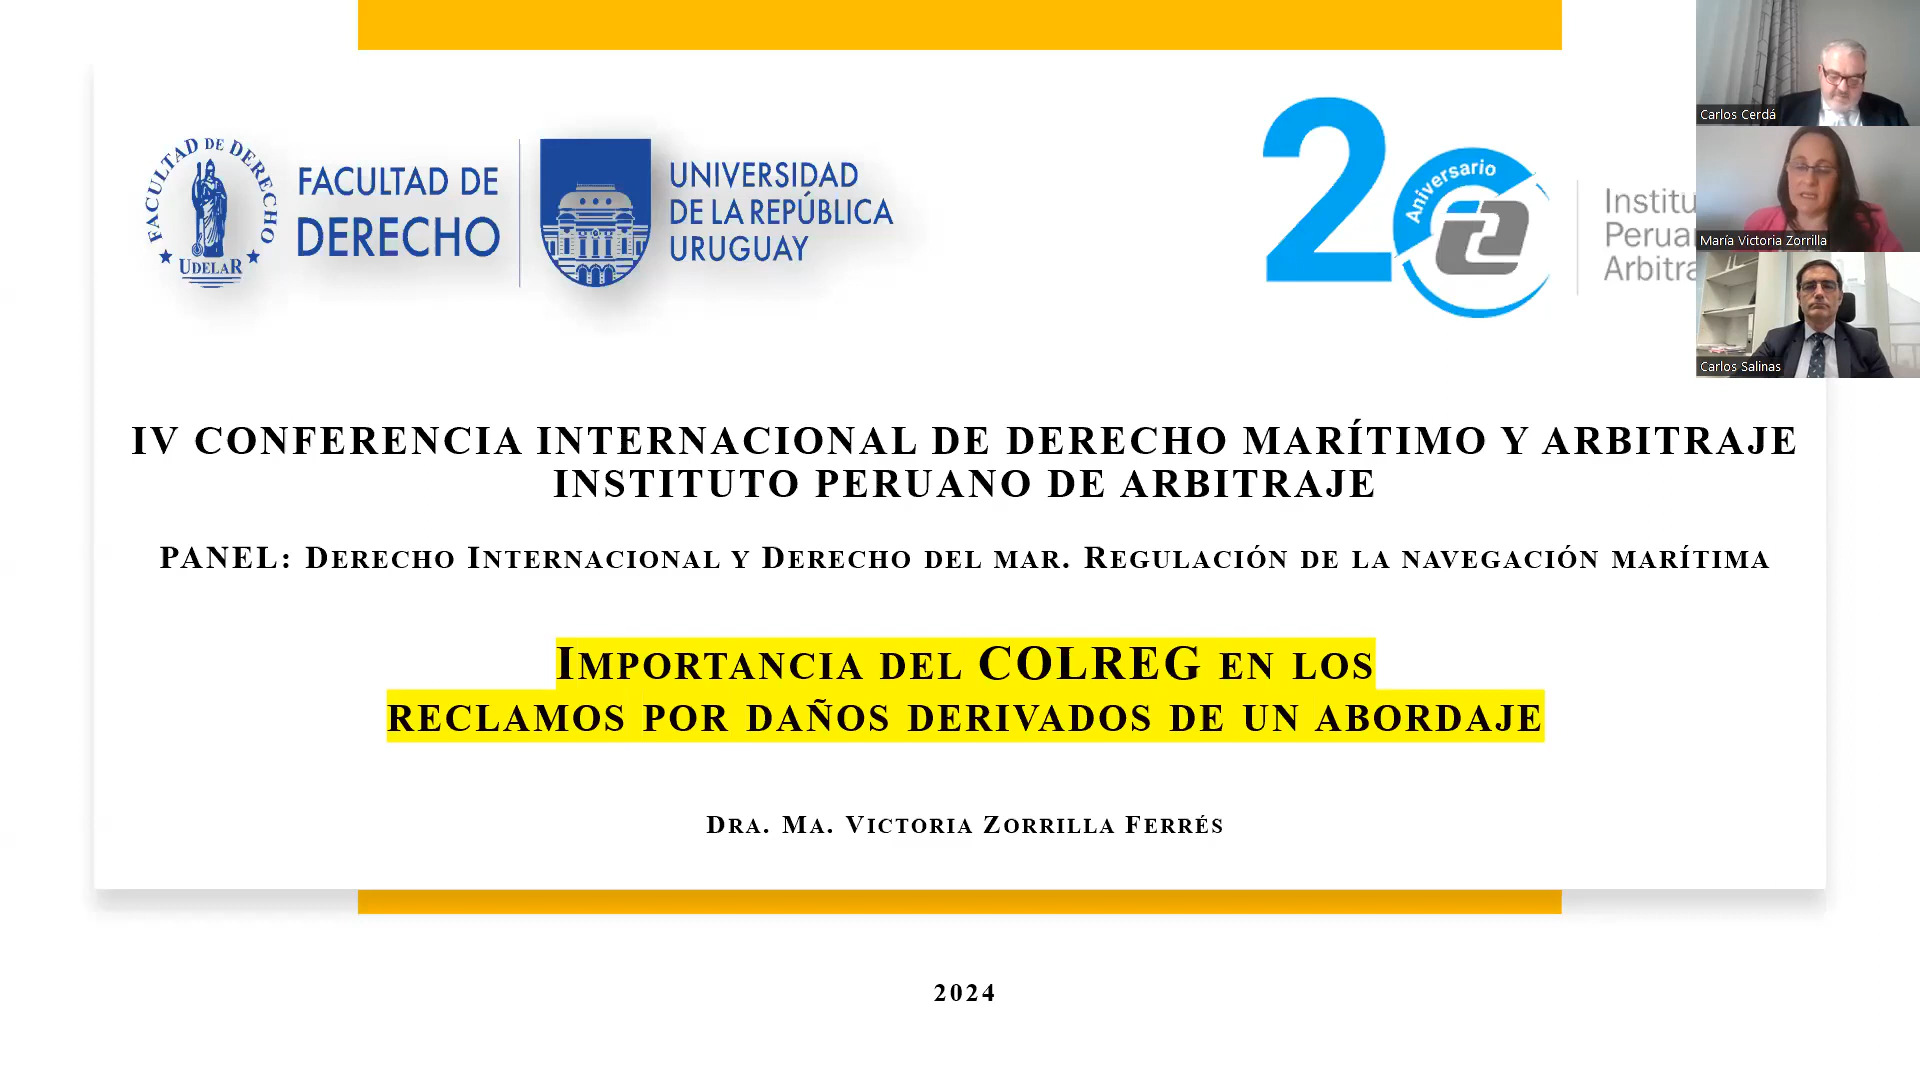 FACULTAD DE DERECHO
UDELAR
FACULTAD DE
DERECHO
UNIVERSIDAD
DE LA REPÚBLICA
URUGUAY
20
Aniversario
Institu
Perua
Arbitra
Carlos Cerdá
María Victoria Zorrilla
Carlos Salinas
IV CONFERENCIA INTERNACIONAL DE DERECHO MARÍTIMO Y ARBITRAJE
INSTITUTO PERUANO DE ARBITRAJE
PANEL: DERECHO INTERNACIONAL Y DERECHO DEL MAR. REGULACIÓN DE LA NAVEGACIÓN MARÍTIMA
IMPORTANCIA DEL COLREG EN LOS
RECLAMOS POR DAÑOS DERIVADOS DE UN ABORDAJE
DRA. MA. VICTORIA ZORRILLA FERRÉS
2024